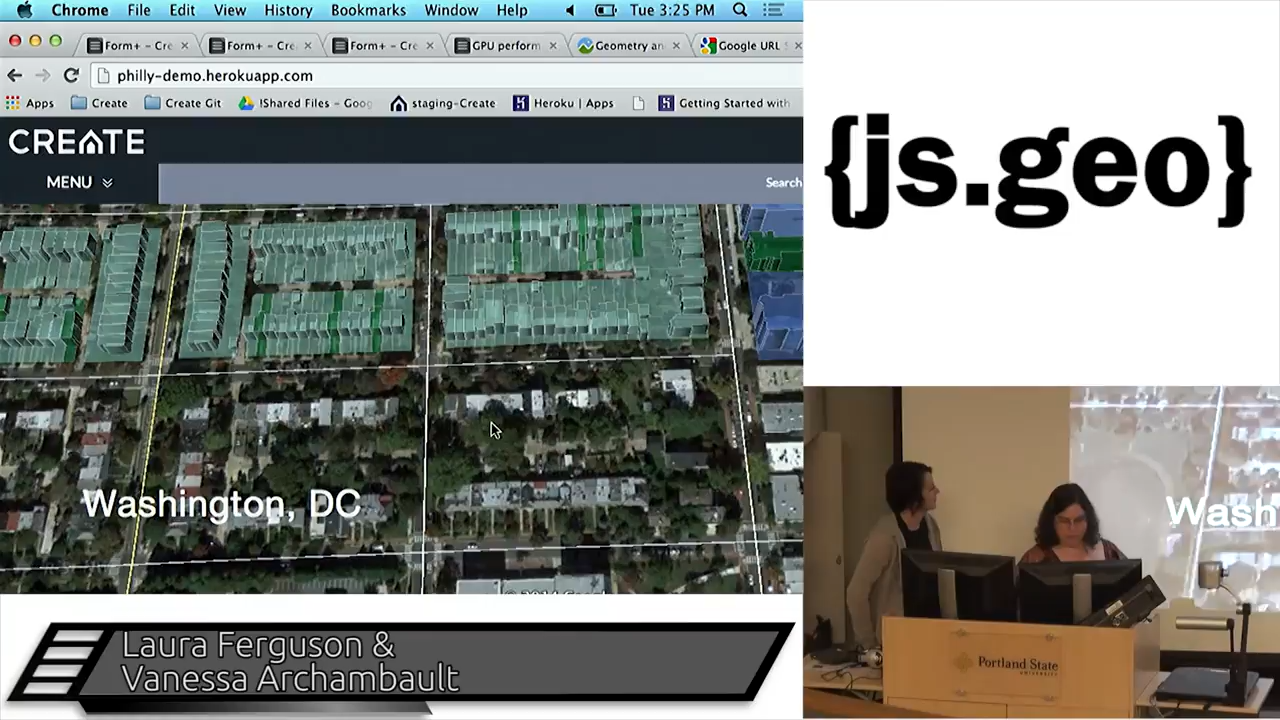 Chrome File Edit View History Bookmarks Window Help Tue 3:25 PM
Form+ – Cre Form+ – Cre Form+ – Cre GPU perform Geometry an Google URL
philly-demo.herokuapp.com
Apps Create Create Git !Shared Files – Goog staging-Create Heroku | Apps Getting Started with
CREATE
MENU
Search
Washington, DC
{js.geo}
Wash
Portland State
UNIVERSITY
Laura Ferguson &
Vanessa Archambault